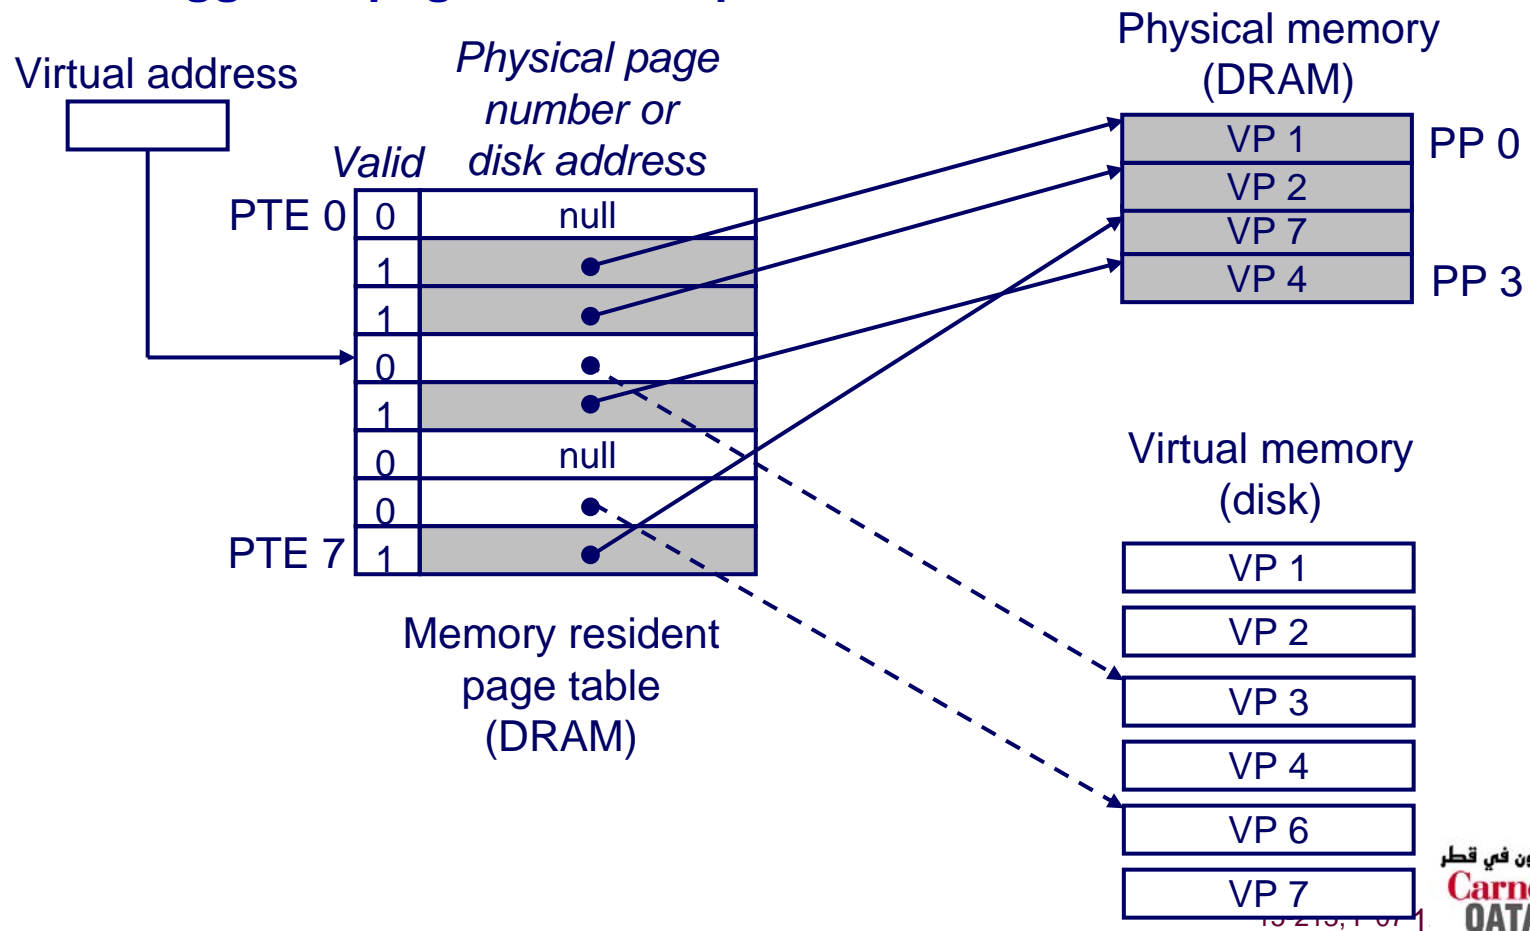 Virtual address
Physical page
number or
disk address
Valid
PTE 0
0
null
1
1
0
1
0
null
0
PTE 7
1
Memory resident
page table
(DRAM)
Physical memory
(DRAM)
VP 1
PP 0
VP 2
VP 7
VP 4
PP 3
Virtual memory
(disk)
VP 1
VP 2
VP 3
VP 4
VP 6
VP 7
في قطر